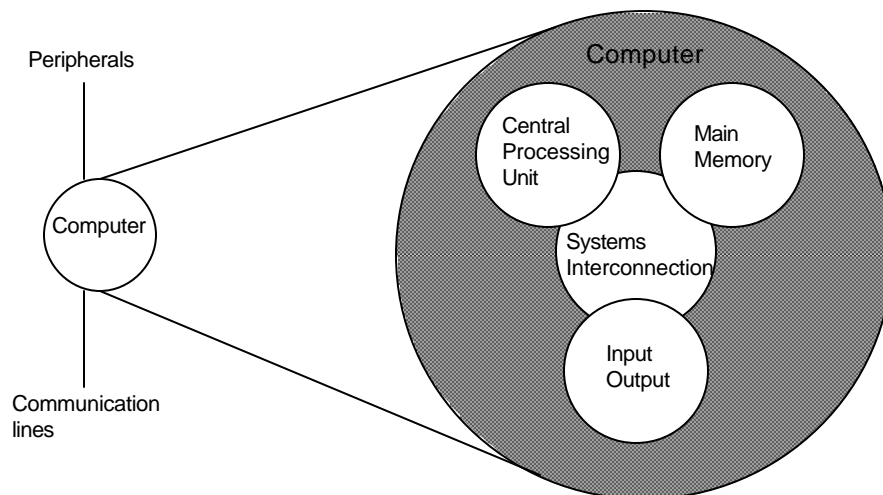 Peripherals
Computer
Communication
lines
Computer
Central
Processing
Unit
Main
Memory
Systems
Interconnection
Input
Output